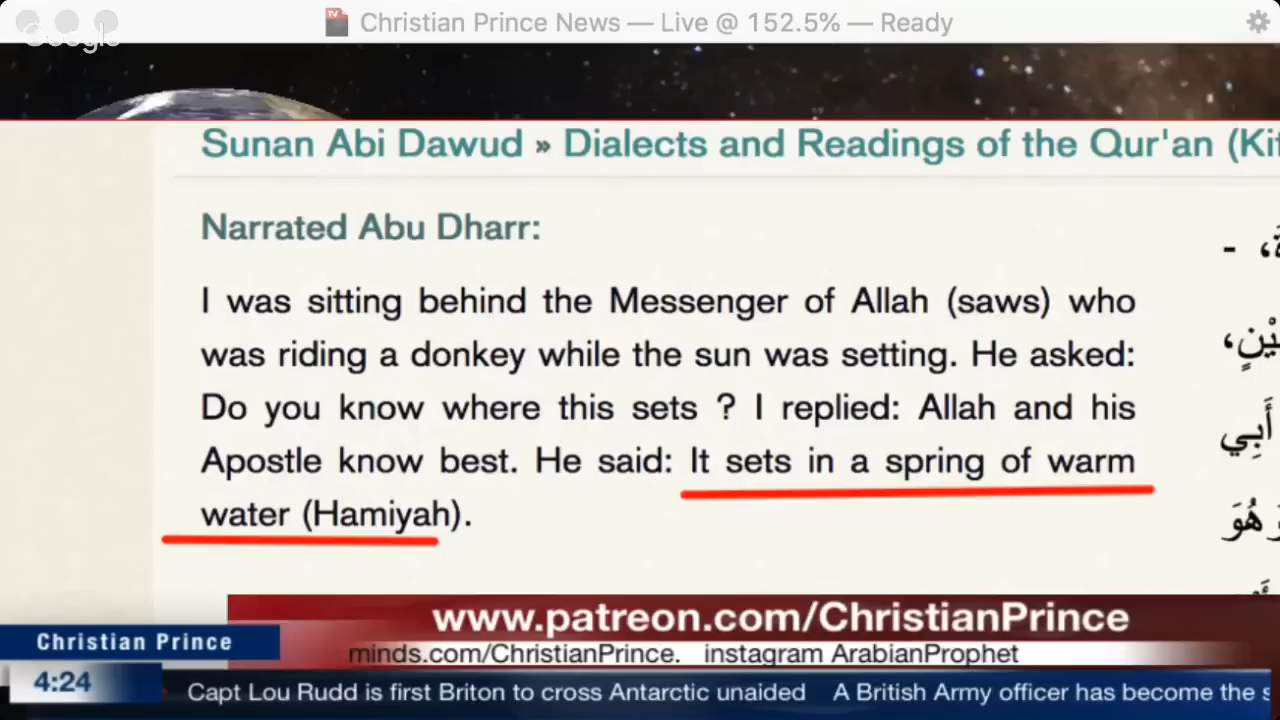 Christian Prince News — Live @ 152.5% — Ready
Google
Sunan Abi Dawud » Dialects and Readings of the Qur'an (Kit
Narrated Abu Dharr:
I was sitting behind the Messenger of Allah (saws) who
was riding a donkey while the sun was setting. He asked:
Do you know where this sets ? I replied: Allah and his
Apostle know best. He said: It sets in a spring of warm
water (Hamiyah).
أَبِي
وَهُوَ
www.patreon.com/ChristianPrince
minds.com/ChristianPrince. instagram ArabianProphet
Christian Prince
4:24
Capt Lou Rudd is first Briton to cross Antarctic unaided A British Army officer has become the s